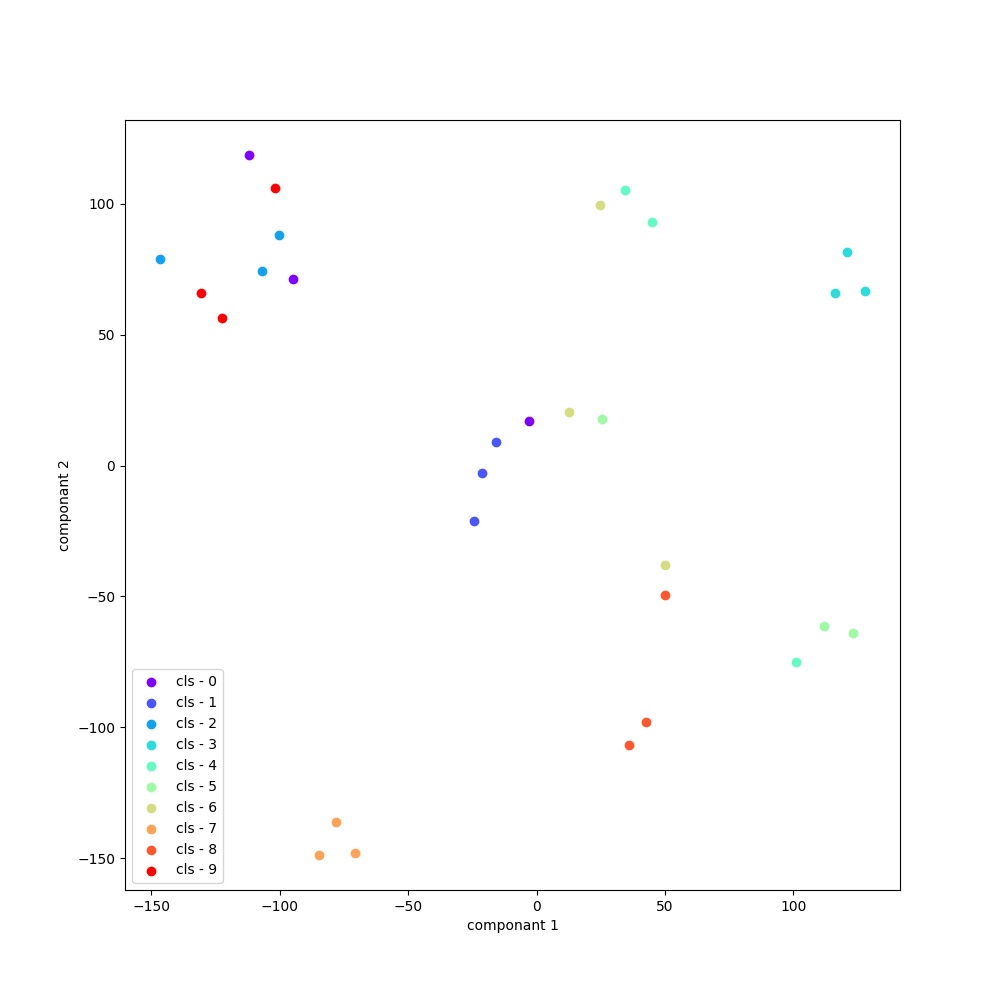 100
50
0
−50
−100
−150
componant 2
cls - 0
cls - 1
cls - 2
cls - 3
cls - 4
cls - 5
cls - 6
cls - 7
cls - 8
cls - 9
−150 −100 −50 0 50 100
componant 1